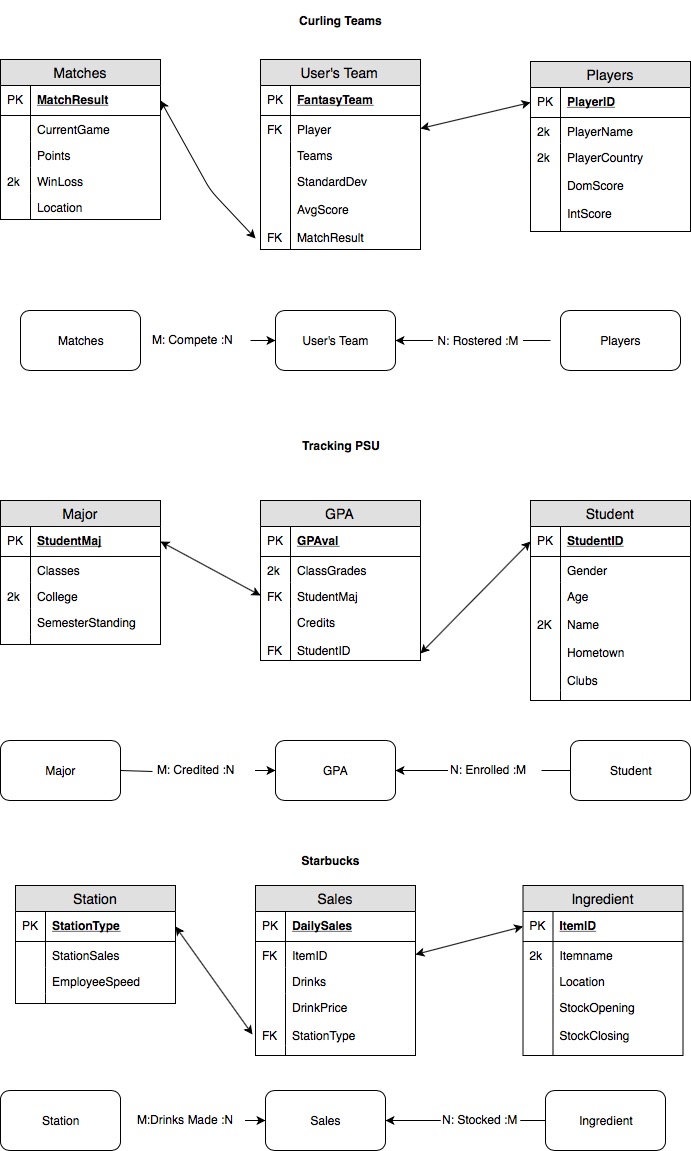 Curling Teams
Matches
PK MatchResult
CurrentGame
Points
2k WinLoss
Location
User's Team
PK FantasyTeam
FK Player
Teams
StandardDev
AvgScore
FK MatchResult
Players
PK PlayerID
2k PlayerName
2k PlayerCountry
DomScore
IntScore
Matches
M: Compete :N
User's Team
N: Rostered :M
Players
Tracking PSU
Major
PK StudentMaj
Classes
2k College
SemesterStanding
GPA
PK GPAval
2k ClassGrades
FK StudentMaj
Credits
FK StudentID
Student
PK StudentID
Gender
Age
2K Name
Hometown
Clubs
Major
M: Credited :N
GPA
N: Enrolled :M
Student
Starbucks
Station
PK StationType
StationSales
EmployeeSpeed
Sales
PK DailySales
FK ItemID
Drinks
DrinkPrice
FK StationType
Ingredient
PK ItemID
2k Itemname
Location
StockOpening
StockClosing
Station
M:Drinks Made :N
Sales
N: Stocked :M
Ingredient